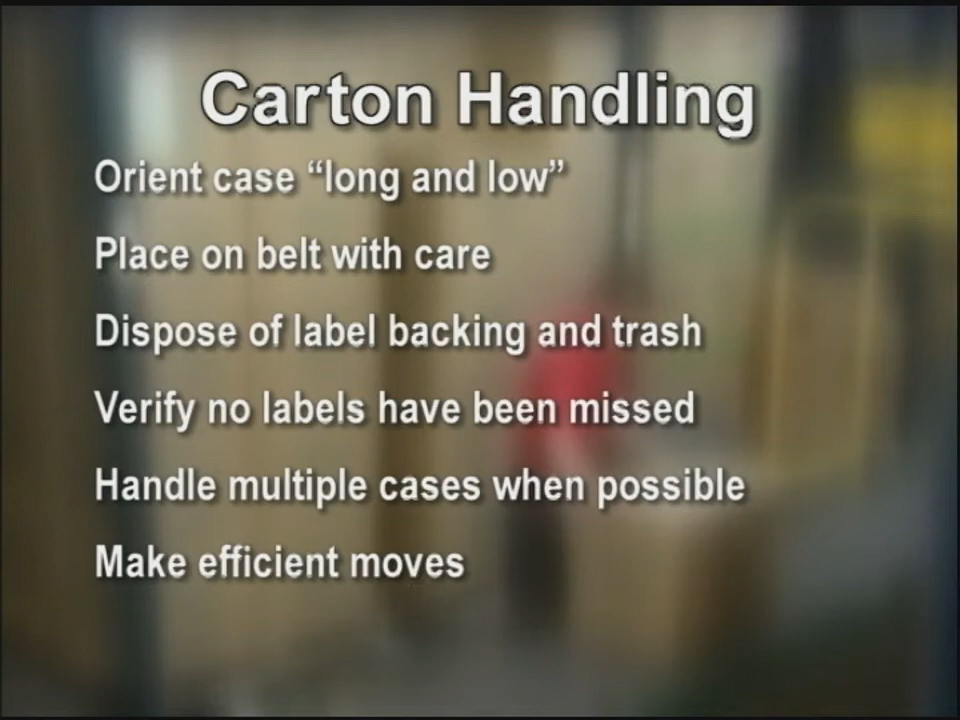 Carton Handling
Orient case “long and low”
Place on belt with care
Dispose of label backing and trash
Verify no labels have been missed
Handle multiple cases when possible
Make efficient moves